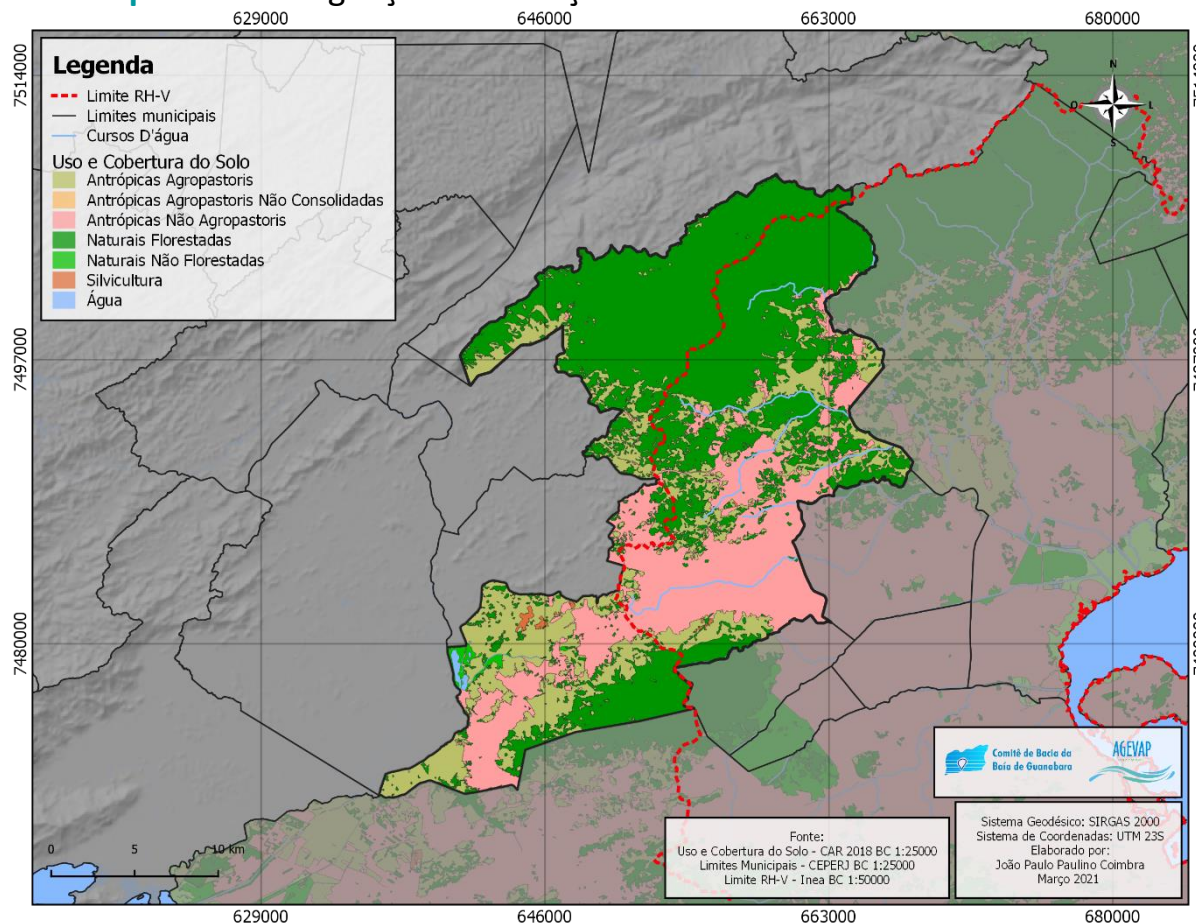 629000 646000 663000 680000
7514000
Legenda
Limite RH-V
Limites municipais
Cursos D'água
Uso e Cobertura do Solo
Antrópicas Agropastoris
Antrópicas Agropastoris Não Consolidadas
Antrópicas Não Agropastoris
Naturais Florestadas
Naturais Não Florestadas
Silvicultura
Água
N
O L
S
7497000
7480000
Comitê de Bacia da
Baía de Guanabara
AGEVAP
Fonte:
Uso e Cobertura do Solo - CAR 2018 BC 1:25000
Limites Municipais - CEPERJ BC 1:25000
Limite RH-V - Inea BC 1:50000
Sistema Geodésico: SIRGAS 2000
Sistema de Coordenadas: UTM 23S
Elaborado por:
João Paulo Paulino Coimbra
Março 2021
0 5 10 km
629000 646000 663000 680000